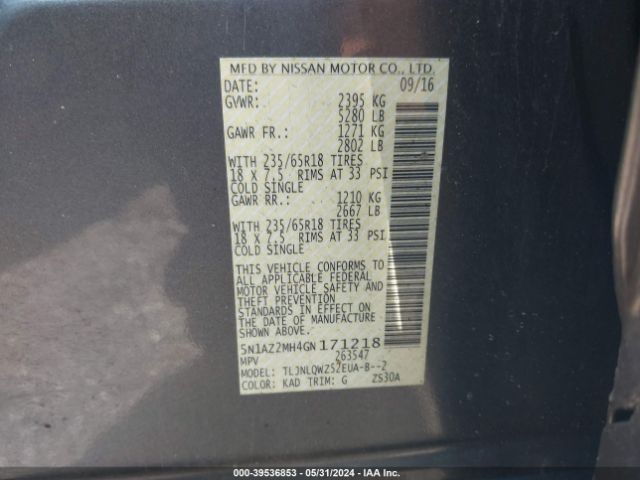 MFD BY NISSAN MOTOR CO., LTD.
DATE: 09/16
GVWR: 2395 KG
5280 LB
GAWR FR.: 1271 KG
2802 LB
WITH 235/65R18 TIRES
18 X 7.5 RIMS AT 33 PSI
COLD SINGLE
GAWR RR.: 1210 KG
2667 LB
WITH 235/65R18 TIRES
18 X 7.5 RIMS AT 33 PSI
COLD SINGLE
THIS VEHICLE CONFORMS TO
ALL APPLICABLE FEDERAL
MOTOR VEHICLE SAFETY AND
THEFT PREVENTION
STANDARDS IN EFFECT ON
THE DATE OF MANUFACTURE
SHOWN ABOVE.
5N1AZ2MH4GN171218
MPV 263547
MODEL: TLJNLQWZ52EUA-B--2
COLOR: KAD TRIM: G ZS30A
000-39536853 / 05/31/2024 - IAA Inc.